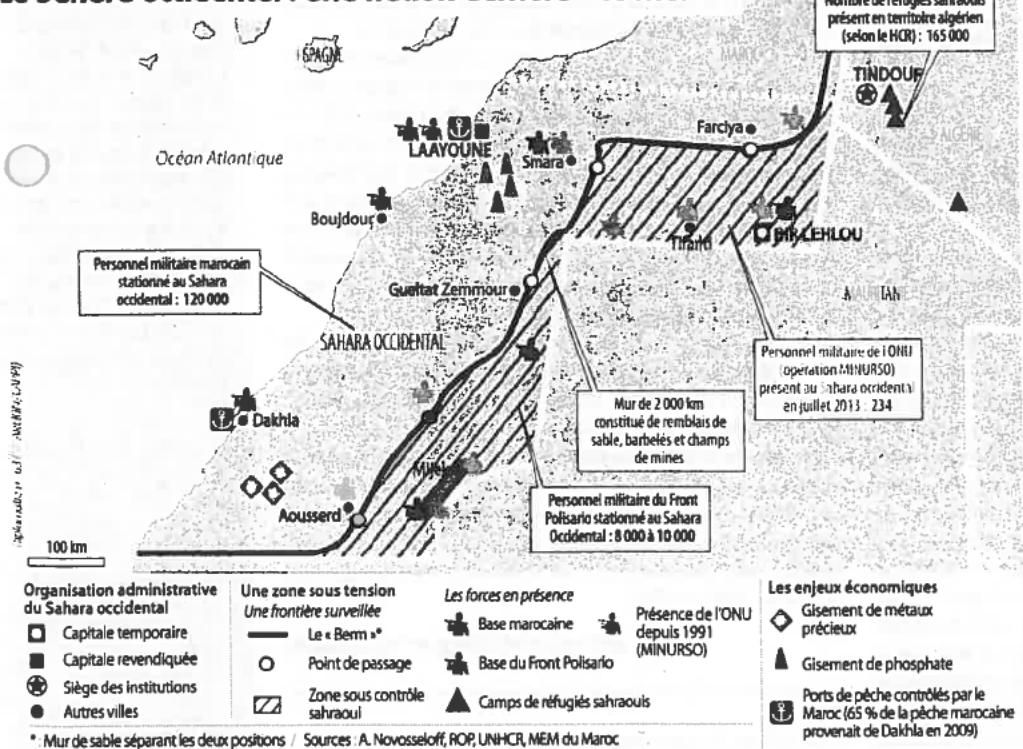 Nombre de réfugiés sahraouis
présent en territoire algérien
(selon le HCR) : 165 000
ESPAGNE
MAROC
TINDOUF
ALGÉRIE
Farciya
LAAYOUNE
Smara
Océan Atlantique
Boujdour
Tifariti
BIR LEHLOU
Personnel militaire marocain
stationné au Sahara
occidental : 120 000
Gueltat Zemmour
SAHARA OCCIDENTAL
Personnel militaire de l'ONU
(opération MINURSO)
présent au Sahara occidental
en juillet 2013 : 234
Mur de 2 000 km
constitué de remblais de
sable, barbelés et champs
de mines
Dakhla
Mijek
Personnel militaire du Front
Polisario stationné au Sahara
Occidental : 8 000 à 10 000
Aousserd
100 km
Organisation administrative
du Sahara occidental
Capitale temporaire
Capitale revendiquée
Siège des institutions
Autres villes
Une zone sous tension
Une frontière surveillée
Le « Berm »*
Point de passage
Zone sous contrôle
sahraoui
Les forces en présence
Base marocaine
Base du Front Polisario
Camps de réfugiés sahraouis
Présence de l'ONU
depuis 1991
(MINURSO)
Les enjeux économiques
Gisement de métaux
précieux
Gisement de phosphate
Ports de pêche contrôlés par le
Maroc (65 % de la pêche marocaine
provenait de Dakhla en 2009)
* : Mur de sable séparant les deux positions / Sources : A. Novosseloff, ROP, UNHCR, MEM du Maroc